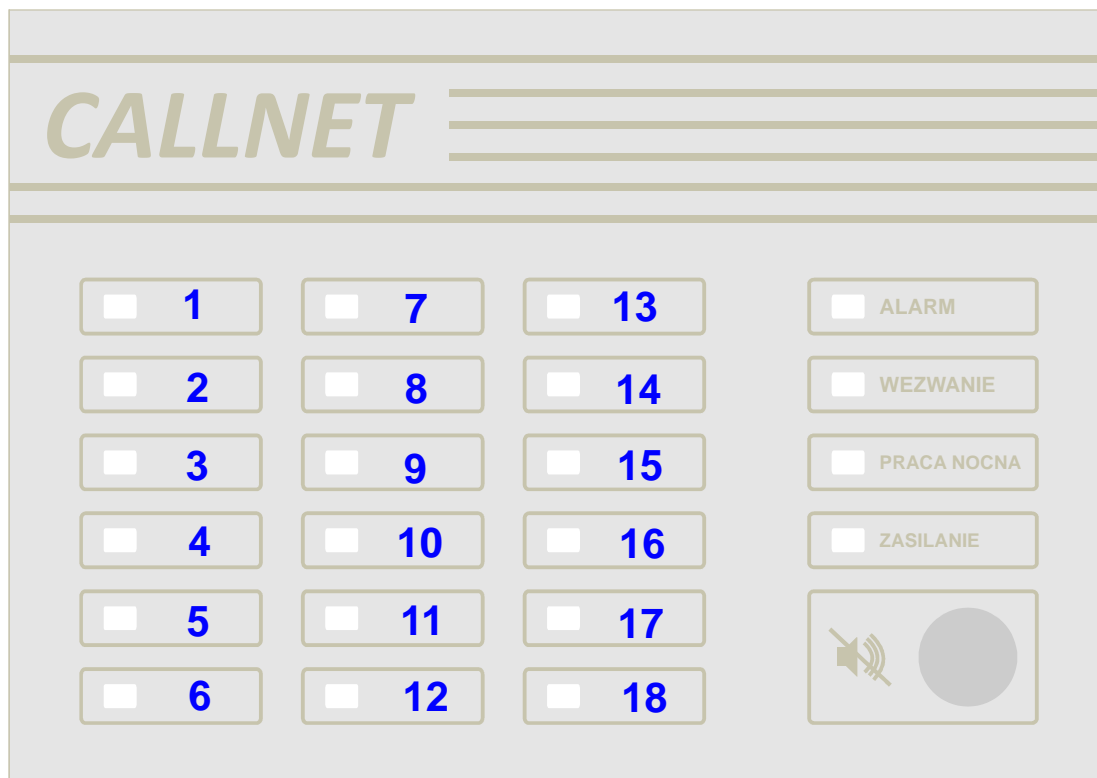 CALLNET
1 7 13 ALARM
2 8 14 WEZWANIE
3 9 15 PRACA NOCNA
4 10 16 ZASILANIE
5 11 17
6 12 18